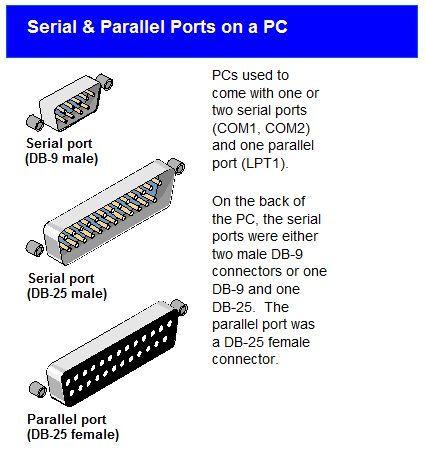 Serial & Parallel Ports on a PC
PCs used to
come with one or
two serial ports
(COM1, COM2)
and one parallel
port (LPT1).
On the back of
the PC, the serial
ports were either
two male DB-9
connectors or one
DB-9 and one
DB-25.  The
parallel port was
a DB-25 female
connector.
Serial port
(DB-9 male)
Serial port
(DB-25 male)
Parallel port
(DB-25 female)